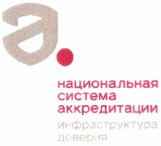 национальная
система
аккредитации
инфраструктура
доверия